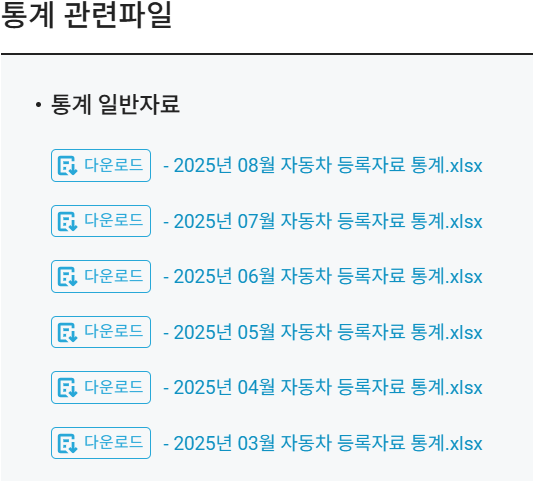 통계 관련파일
• 통계 일반자료
다운로드 - 2025년 08월 자동차 등록자료 통계.xlsx
다운로드 - 2025년 07월 자동차 등록자료 통계.xlsx
다운로드 - 2025년 06월 자동차 등록자료 통계.xlsx
다운로드 - 2025년 05월 자동차 등록자료 통계.xlsx
다운로드 - 2025년 04월 자동차 등록자료 통계.xlsx
다운로드 - 2025년 03월 자동차 등록자료 통계.xlsx